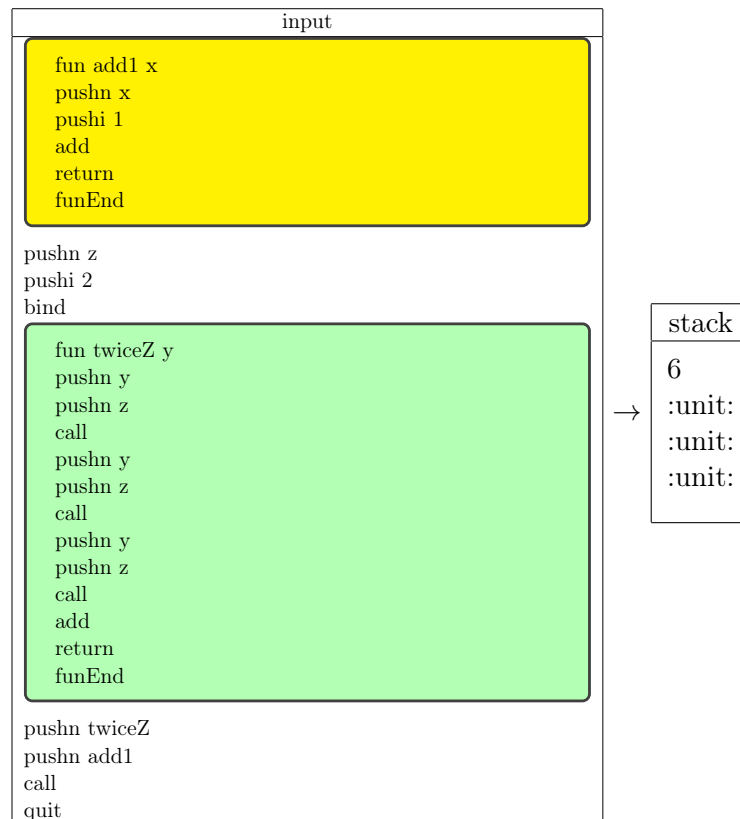 input
fun add1 x
pushn x
pushi 1
add
return
funEnd
pushn z
pushi 2
bind
fun twiceZ y
pushn y
pushn z
call
pushn y
pushn z
call
pushn y
pushn z
call
add
return
funEnd
pushn twiceZ
pushn add1
call
quit
→
stack
6
:unit:
:unit:
:unit: